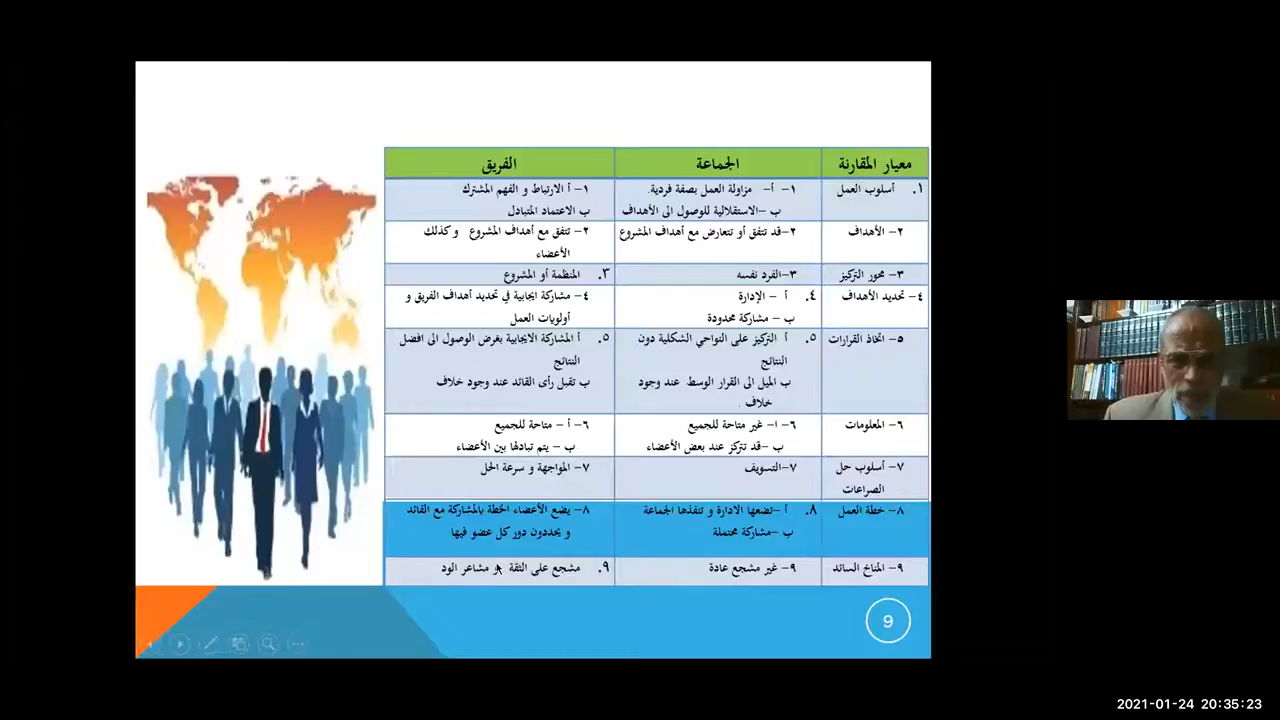 معيار المقارنة الجماعة الفريق
١. أسلوب العمل ١- أ- مزاولة العمل بصفة فردية. ١- أ الارتباط و الفهم المشترك
ب -الاستقلالية للوصول الى الأهداف ب الاعتماد المتبادل
٢- الأهداف ٢-قد تتفق أو تتعارض مع أهداف المشروع ٢- تتفق مع أهداف المشروع وكذلك
الأعضاء
٣- محور التركيز ٣-الفرد نفسه ٣. المنظمة أو المشروع
٤- تحديد الأهداف ٤. أ - الإدارة ٤- مشاركة ايجابية في تحديد أهداف الفريق و
ب - مشاركة محدودة أولويات العمل
٥- اتخاذ القرارات ٥. أ التركيز على النواحي الشكلية دون ٥. أ المشاركة الايجابية بغرض الوصول الى افضل
النتائج النتائج
ب الميل الى القرار الوسط عند وجود ب تقبل رأى القائد عند وجود خلاف
خلاف .
٦- المعلومات ٦- ا- غير متاحة للجميع ٦- أ - متاحة للجميع
ب -قد تتركز عند بعض الأعضاء ب - يتم تبادلها بين الأعضاء
٧- أسلوب حل ٧-التسويف ٧- المواجهة و سرعة الحل
الصراعات
٨- خطة العمل ٨. أ -تضعها الادارة و تنفذها الجماعة ٨- يضع الأعضاء الخطة بالمشاركة مع القائد
ب -مشاركة محتملة و يحددون دور كل عضو فيها
٩- المناخ السائد ٩- غير مشجع عادة ٩. مشجع على الثقة و مشاعر الود
9
2021-01-24 20:35:23